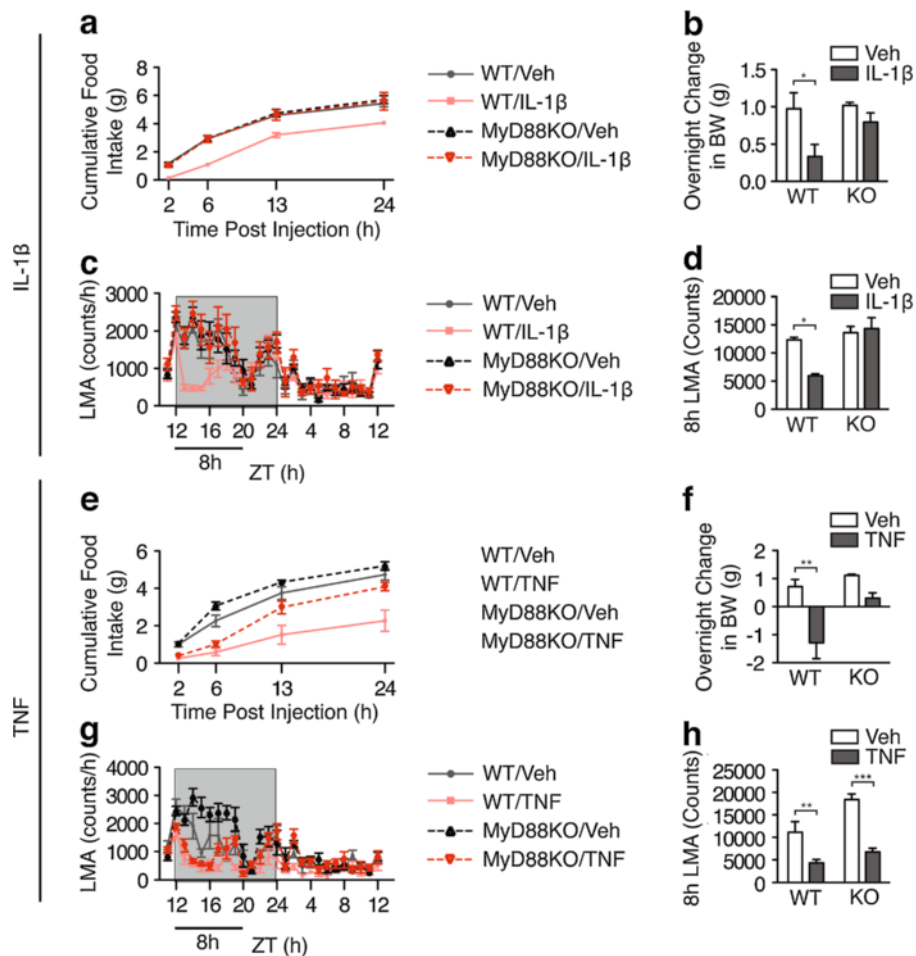 IL-1β
a
Cumulative Food
Intake (g)
8
6
4
2
0
2 6 13 24
Time Post Injection (h)
WT/Veh
WT/IL-1β
MyD88KO/Veh
MyD88KO/IL-1β
b
Overnight Change
in BW (g)
1.5
1.0
0.5
0.0
*
WT KO
Veh
IL-1β
c
LMA (counts/h)
3000
2000
1000
0
12 16 20 24 4 8 12
8h
ZT (h)
WT/Veh
WT/IL-1β
MyD88KO/Veh
MyD88KO/IL-1β
d
8h LMA (Counts)
20000
15000
10000
5000
0
*
WT KO
Veh
IL-1β
TNF
e
Cumulative Food
Intake (g)
6
4
2
0
2 6 13 24
Time Post Injection (h)
WT/Veh
WT/TNF
MyD88KO/Veh
MyD88KO/TNF
f
Overnight Change
in BW (g)
2
1
0
-1
-2
**
WT KO
Veh
TNF
g
LMA (counts/h)
4000
3000
2000
1000
0
12 16 20 24 4 8 12
8h
ZT (h)
WT/Veh
WT/TNF
MyD88KO/Veh
MyD88KO/TNF
h
8h LMA (Counts)
25000
20000
15000
10000
5000
0
**
***
WT KO
Veh
TNF